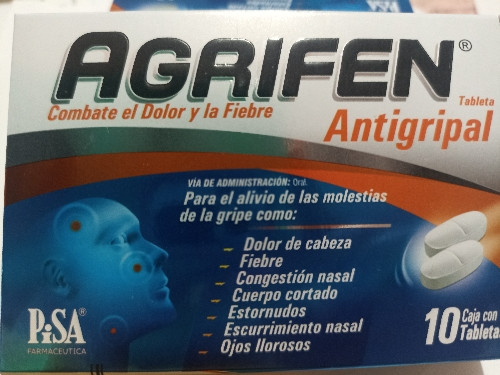 AGRIFEN®
Combate el Dolor y la Fiebre
Tableta
Antigripal
VÍA DE ADMINISTRACIÓN: Oral.
Para el alivio de las molestias
de la gripe como:
Dolor de cabeza
Fiebre
Congestión nasal
Cuerpo cortado
Estornudos
Escurrimiento nasal
Ojos llorosos
PiSA®
FARMACÉUTICA
10 Caja con
Tabletas